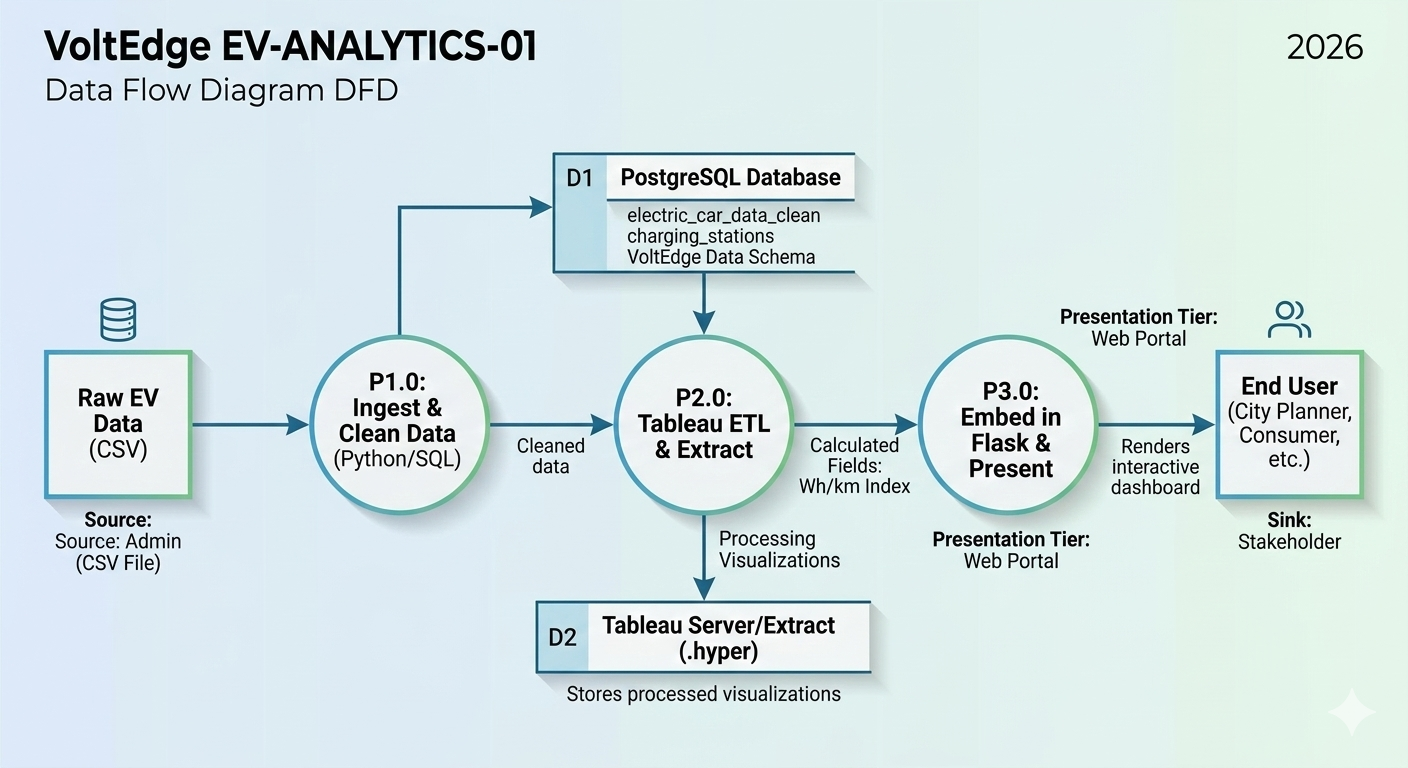 VoltEdge EV-ANALYTICS-01
2026
Data Flow Diagram DFD
D1
PostgreSQL Database
electric_car_data_clean
charging_stations
VoltEdge Data Schema
Raw EV
Data
(CSV)
Source:
Source: Admin
(CSV File)
P1.0:
Ingest &
Clean Data
(Python/SQL)
Cleaned
data
P2.0:
Tableau ETL
& Extract
Calculated
Fields:
Wh/km Index
Processing
Visualizations
D2
Tableau Server/Extract
(.hyper)
Stores processed visualizations
P3.0:
Embed in
Flask &
Present
Presentation Tier:
Web Portal
Renders
interactive
dashboard
Presentation Tier:
Web Portal
End User
(City Planner,
Consumer,
etc.)
Sink:
Stakeholder